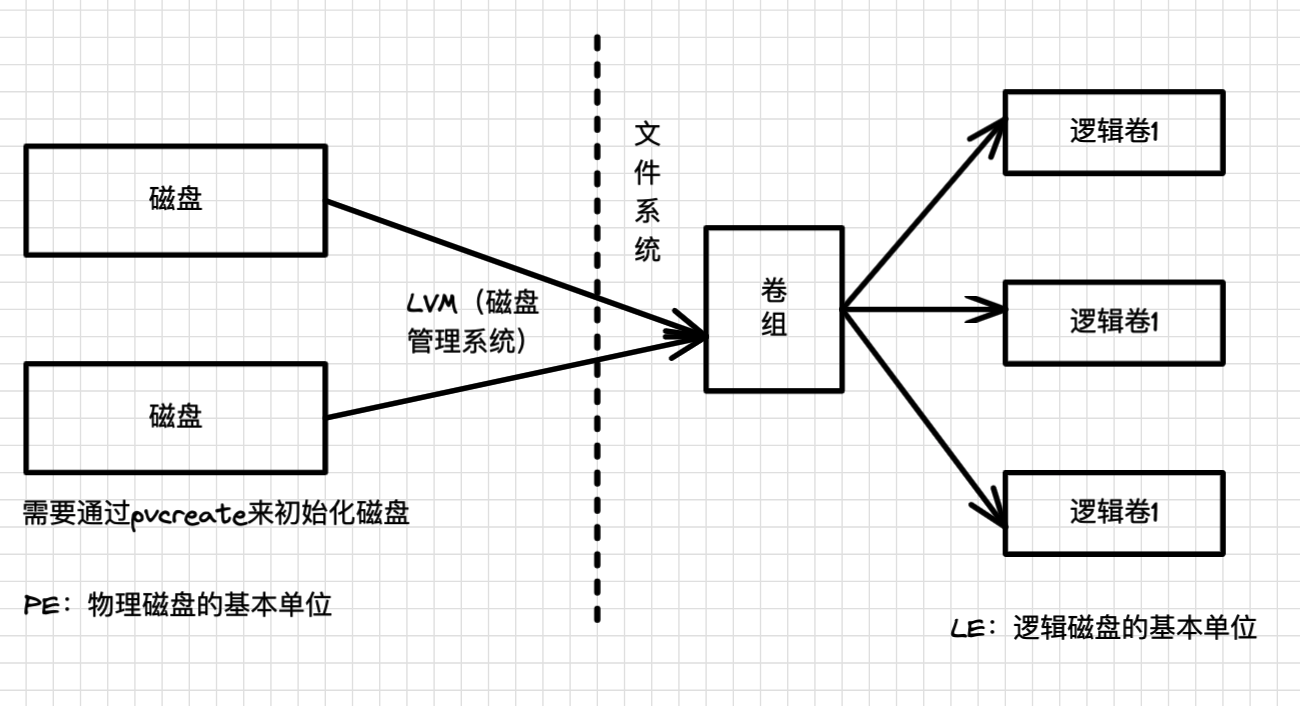 磁盘
磁盘
需要通过pvcreate来初始化磁盘
PE：物理磁盘的基本单位
LVM（磁盘
管理系统）
文
件
系
统
卷
组
逻辑卷1
逻辑卷1
逻辑卷1
LE：逻辑磁盘的基本单位